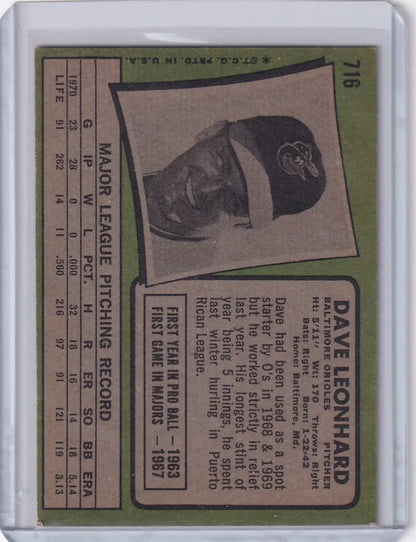 716
*©T.C.G. PRTD. IN U.S.A.
DAVE LEONHARD
BALTIMORE ORIOLES PITCHER
Ht: 5'11" Wt: 170 Throws: Right
Bats: Right Born: 1-22-42
Home: Baltimore, Md.
Dave had been used as a spot
starter by O's in 1968 & 1969
but he worked strictly in relief
last year. His longest stint of
year being 5 innings, he spent
last winter hurling in Puerto
Rican League.
FIRST YEAR IN PRO BALL — 1963
FIRST GAME IN MAJORS — 1967
MAJOR LEAGUE PITCHING RECORD
G IP W L PCT. H R ER SO BB ERA
1970 23 28 0 0 .000 32 18 16 14 18 5.14
LIFE 91 262 14 11 .560 216 97 91 121 119 3.13